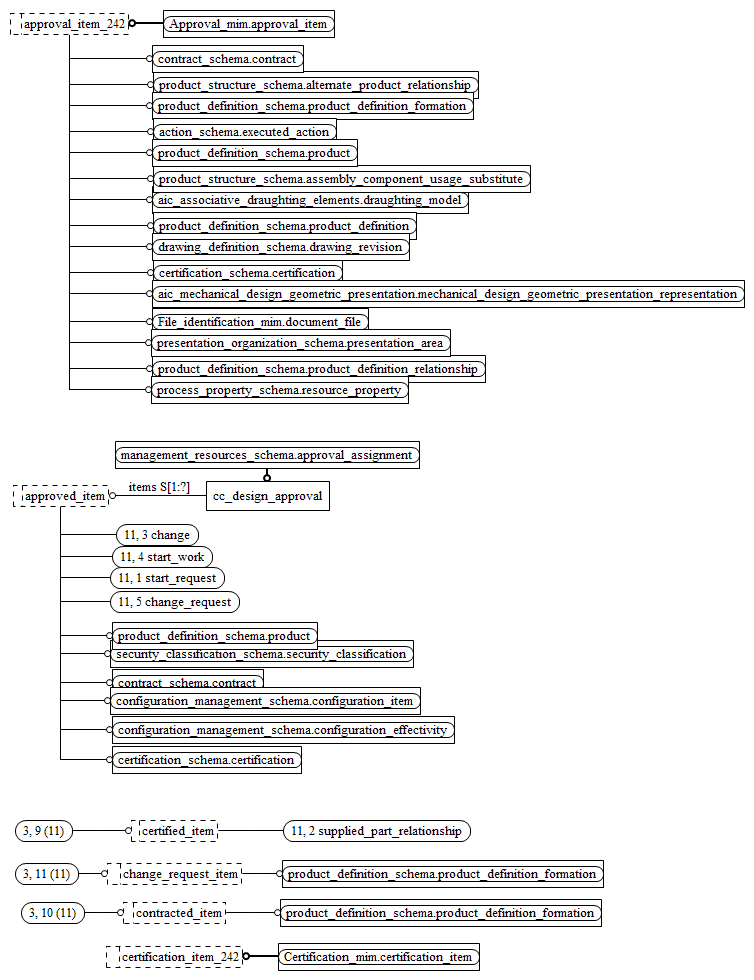 approval_item_242
Approval_mim.approval_item
contract_schema.contract
product_structure_schema.alternate_product_relationship
product_definition_schema.product_definition_formation
action_schema.executed_action
product_definition_schema.product
product_structure_schema.assembly_component_usage_substitute
aic_associative_draughting_elements.draughting_model
product_definition_schema.product_definition
drawing_definition_schema.drawing_revision
certification_schema.certification
aic_mechanical_design_geometric_presentation.mechanical_design_geometric_presentation_representation
File_identification_mim.document_file
presentation_organization_schema.presentation_area
product_definition_schema.product_definition_relationship
process_property_schema.resource_property
management_resources_schema.approval_assignment
approved_item
items S[1:?]
cc_design_approval
11, 3 change
11, 4 start_work
11, 1 start_request
11, 5 change_request
product_definition_schema.product
security_classification_schema.security_classification
contract_schema.contract
configuration_management_schema.configuration_item
configuration_management_schema.configuration_effectivity
certification_schema.certification
3, 9 (11)
certified_item
11, 2 supplied_part_relationship
3, 11 (11)
change_request_item
product_definition_schema.product_definition_formation
3, 10 (11)
contracted_item
product_definition_schema.product_definition_formation
certification_item_242
Certification_mim.certification_item